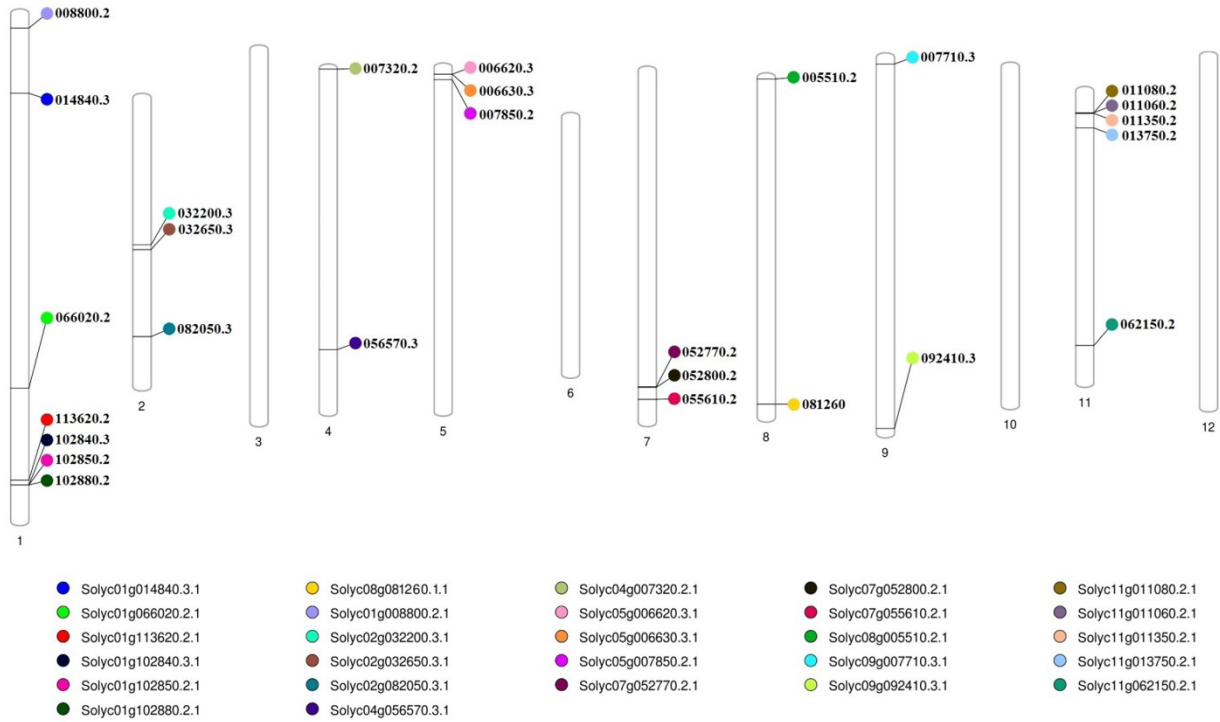 008800.2
014840.3
066020.2
113620.2
102840.3
102850.2
102880.2
1
032200.3
032650.3
082050.3
2
3
007320.2
056570.3
4
006620.3
006630.3
007850.2
5
6
052770.2
052800.2
055610.2
7
005510.2
081260
8
007710.3
092410.3
9
10
011080.2
011060.2
011350.2
013750.2
062150.2
11
12
Solyc01g014840.3.1
Solyc01g066020.2.1
Solyc01g113620.2.1
Solyc01g102840.3.1
Solyc01g102850.2.1
Solyc01g102880.2.1
Solyc08g081260.1.1
Solyc01g008800.2.1
Solyc02g032200.3.1
Solyc02g032650.3.1
Solyc02g082050.3.1
Solyc04g056570.3.1
Solyc04g007320.2.1
Solyc05g006620.3.1
Solyc05g006630.3.1
Solyc05g007850.2.1
Solyc07g052770.2.1
Solyc07g052800.2.1
Solyc07g055610.2.1
Solyc08g005510.2.1
Solyc09g007710.3.1
Solyc09g092410.3.1
Solyc11g011080.2.1
Solyc11g011060.2.1
Solyc11g011350.2.1
Solyc11g013750.2.1
Solyc11g062150.2.1